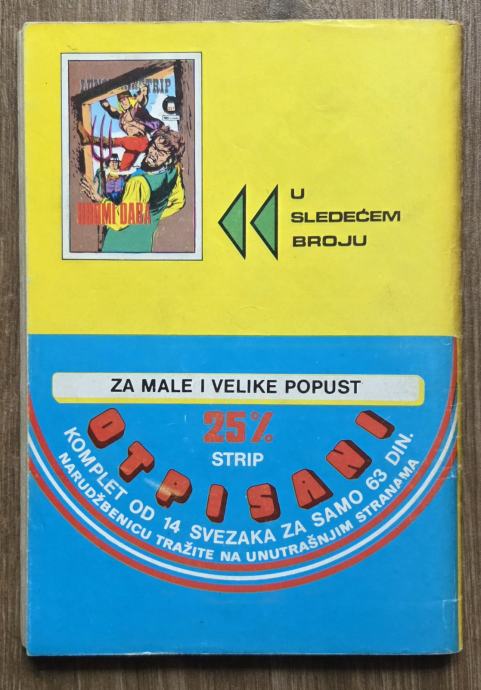 STRIP
U
SLEDEĆEM
BROJU
ZA MALE I VELIKE POPUST
25%
STRIP
OTPISANI
KOMPLET OD 14 SVEZAKA ZA SAMO 63 DIN.
NARUDŽBENICU TRAŽITE NA UNUTRAŠNJIM STRANAMA